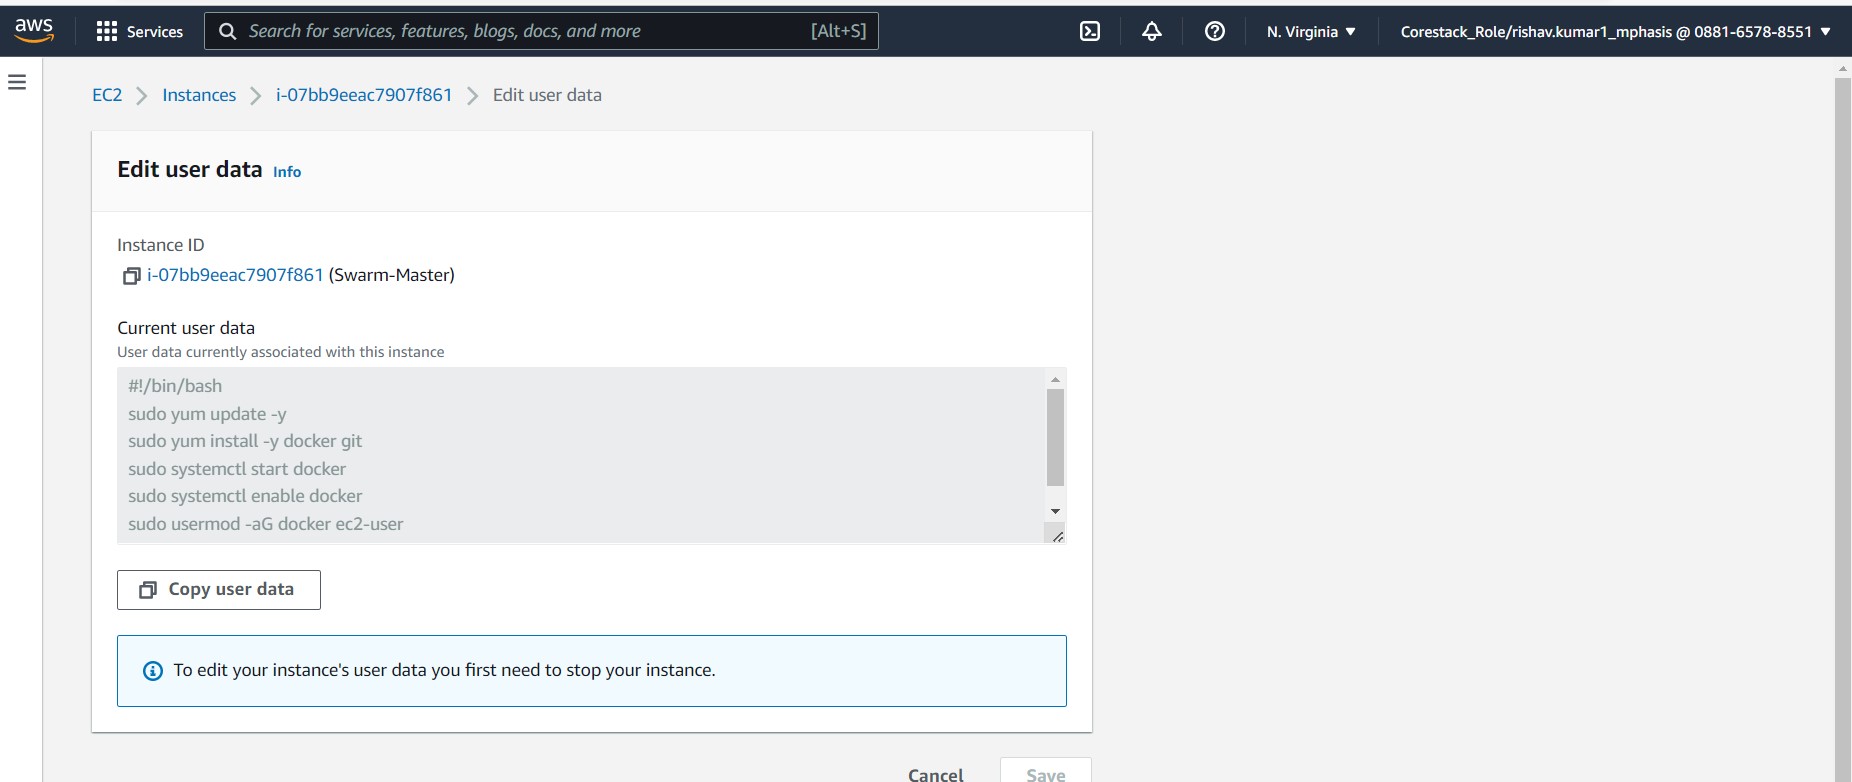 aws Services Search for services, features, blogs, docs, and more [Alt+S] N. Virginia Corestack_Role/rishav.kumar1_mphasis @ 0881-6578-8551
EC2 Instances i-07bb9eeac7907f861 Edit user data
Edit user data Info
Instance ID
i-07bb9eeac7907f861 (Swarm-Master)
Current user data
User data currently associated with this instance
#!/bin/bash
sudo yum update -y
sudo yum install -y docker git
sudo systemctl start docker
sudo systemctl enable docker
sudo usermod -aG docker ec2-user
Copy user data
To edit your instance's user data you first need to stop your instance.
Cancel Save